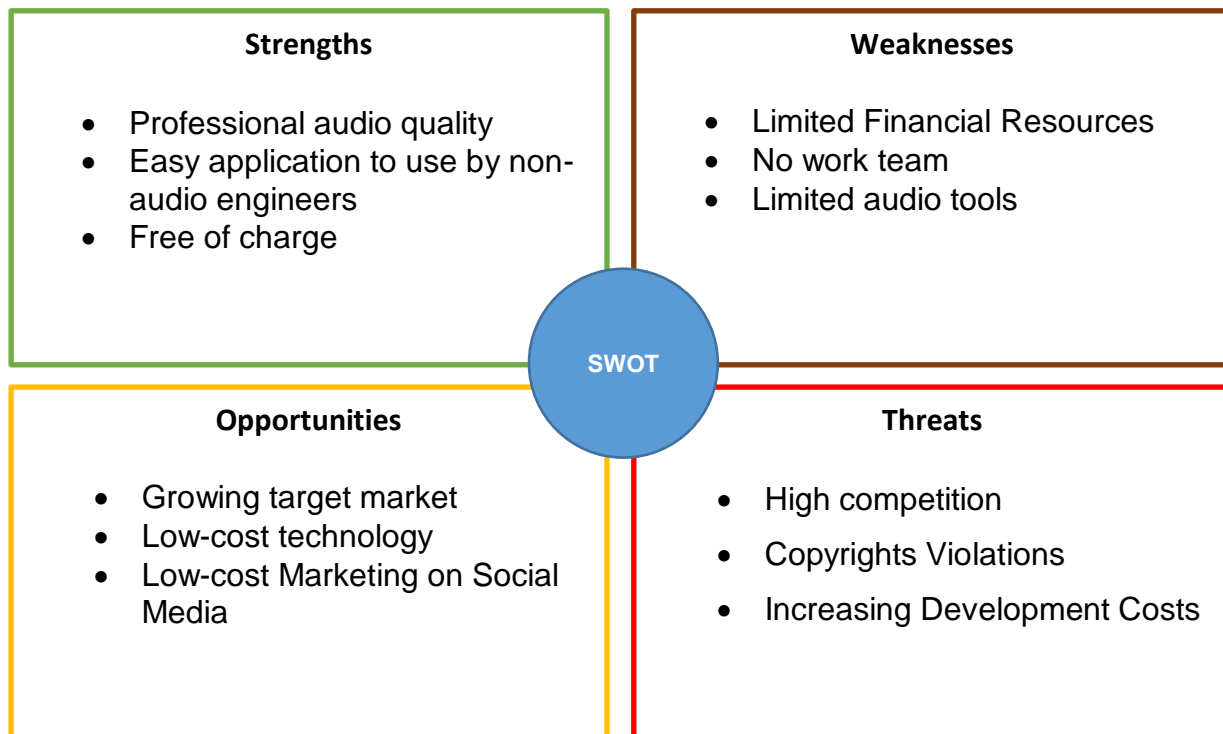 Strengths
• Professional audio quality
• Easy application to use by non-
audio engineers
• Free of charge
Weaknesses
• Limited Financial Resources
• No work team
• Limited audio tools
SWOT
Opportunities
• Growing target market
• Low-cost technology
• Low-cost Marketing on Social
Media
Threats
• High competition
• Copyrights Violations
• Increasing Development Costs